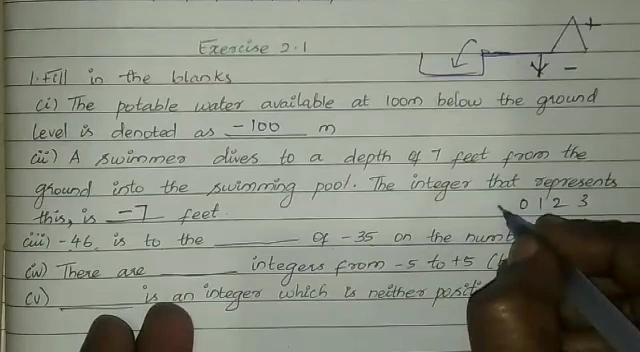 Exercise 2.1
1. Fill in the blanks
(i) The potable water available at 100m below the ground
level is denoted as -100 m
(ii) A swimmer dives to a depth of 7 feet from the
ground into the swimming pool. The integer that represents
this, is -7 feet.
0 1 2 3
(iii) -46 is to the ______ of -35 on the
(iv) There are ______ integers from -5 to +5
(v) ______ is an integer which is neither
+
-